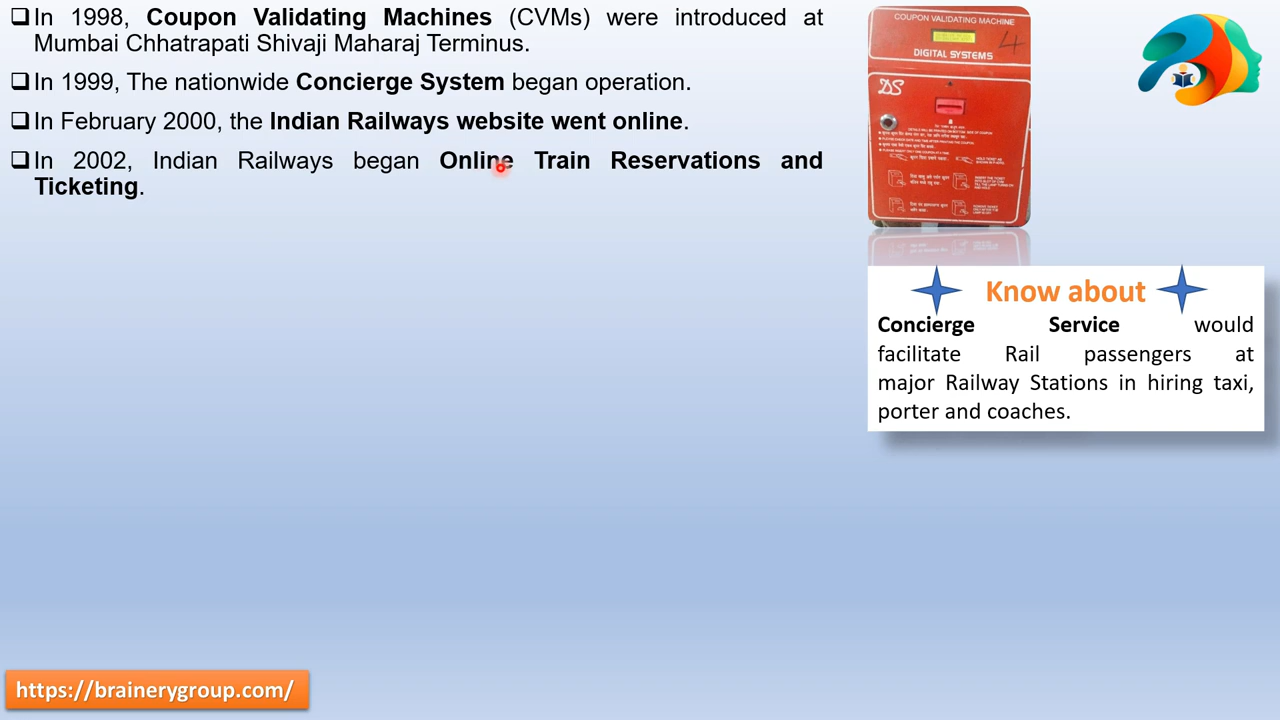 ❑In 1998, Coupon Validating Machines (CVMs) were introduced at
Mumbai Chhatrapati Shivaji Maharaj Terminus.
❑In 1999, The nationwide Concierge System began operation.
❑In February 2000, the Indian Railways website went online.
❑In 2002, Indian Railways began Online Train Reservations and
Ticketing.
COUPON VALIDATING MACHINE
4
DIGITAL SYSTEMS
DS
Know about
Concierge Service would
facilitate Rail passengers at
major Railway Stations in hiring taxi,
porter and coaches.
https://brainerygroup.com/